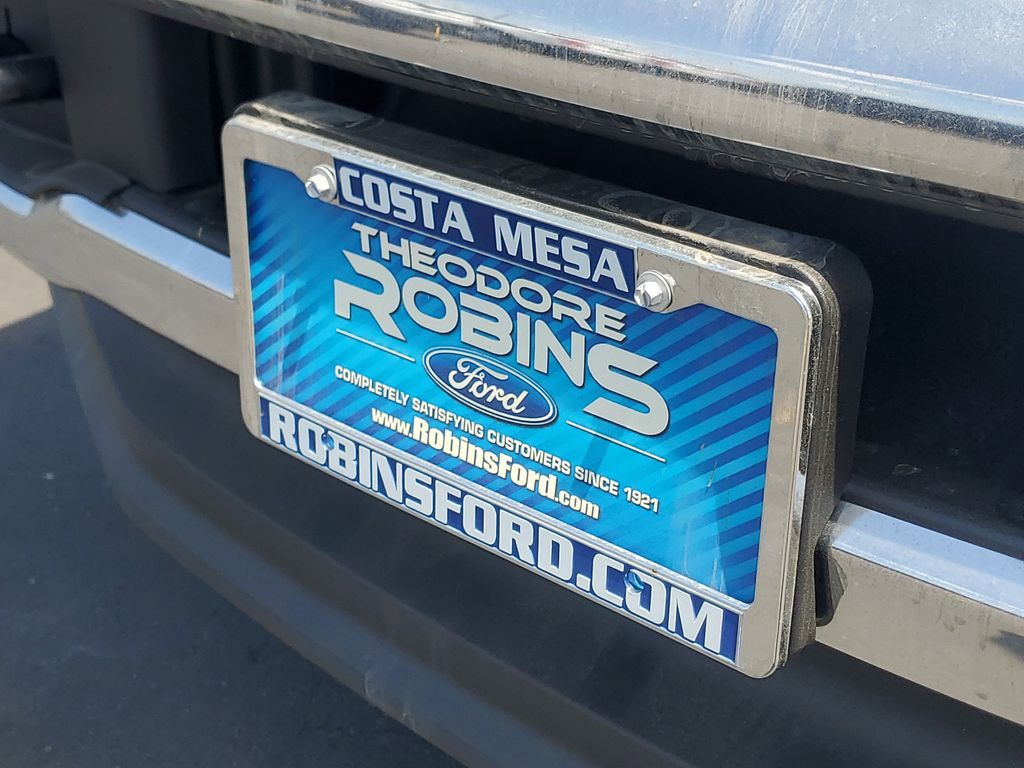 COSTA MESA
THEODORE
ROBINS
Ford
COMPLETELY SATISFYING CUSTOMERS SINCE 1921
www.RobinsFord.com
ROBINSFORD.COM